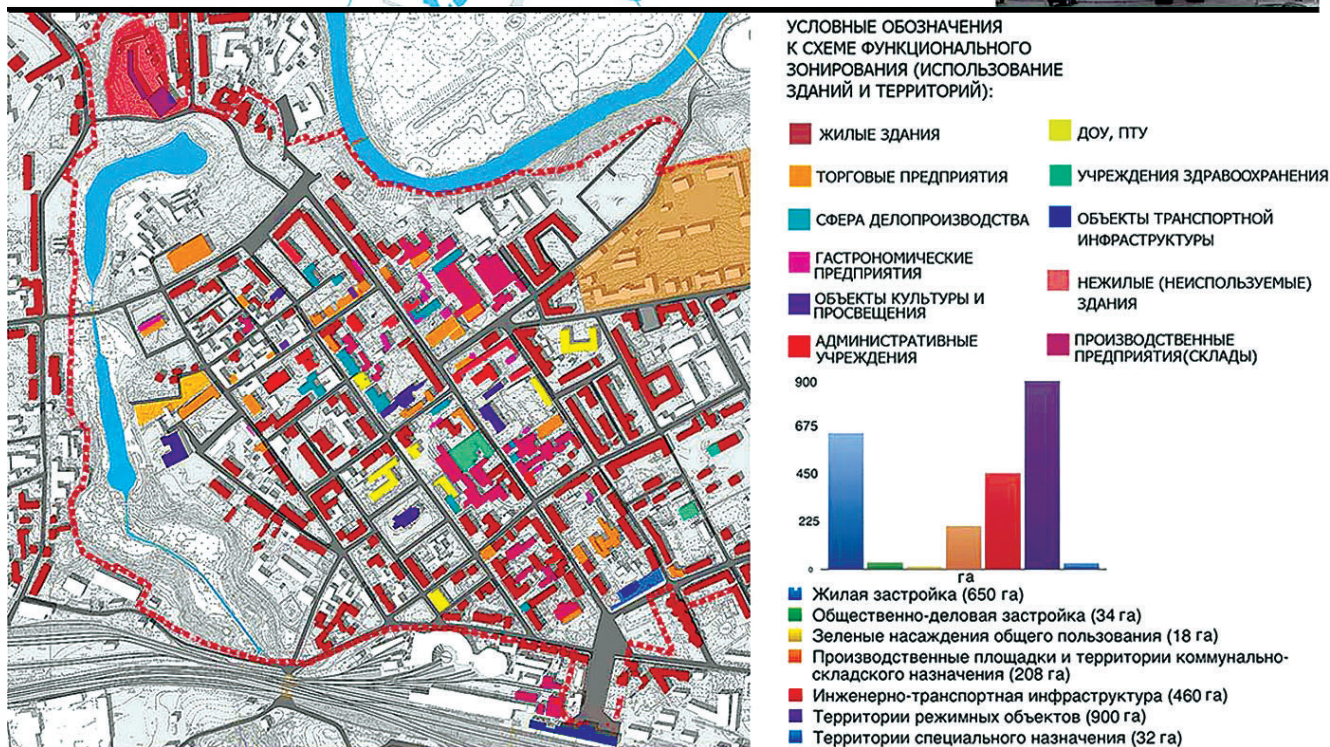 УСЛОВНЫЕ ОБОЗНАЧЕНИЯ
К СХЕМЕ ФУНКЦИОНАЛЬНОГО
ЗОНИРОВАНИЯ (ИСПОЛЬЗОВАНИЕ
ЗДАНИЙ И ТЕРРИТОРИЙ):
ЖИЛЫЕ ЗДАНИЯ
ТОРГОВЫЕ ПРЕДПРИЯТИЯ
СФЕРА ДЕЛОПРОИЗВОДСТВА
ГАСТРОНОМИЧЕСКИЕ
ПРЕДПРИЯТИЯ
ОБЪЕКТЫ КУЛЬТУРЫ И
ПРОСВЕЩЕНИЯ
АДМИНИСТРАТИВНЫЕ
УЧРЕЖДЕНИЯ
ДОУ, ПТУ
УЧРЕЖДЕНИЯ ЗДРАВООХРАНЕНИЯ
ОБЪЕКТЫ ТРАНСПОРТНОЙ
ИНФРАСТРУКТУРЫ
НЕЖИЛЫЕ (НЕИСПОЛЬЗУЕМЫЕ)
ЗДАНИЯ
ПРОИЗВОДСТВЕННЫЕ
ПРЕДПРИЯТИЯ(СКЛАДЫ)
900
675
450
225
0
га
Жилая застройка (650 га)
Общественно-деловая застройка (34 га)
Зеленые насаждения общего пользования (18 га)
Производственные площадки и территории коммунально-
складского назначения (208 га)
Инженерно-транспортная инфраструктура (460 га)
Территории режимных объектов (900 га)
Территории специального назначения (32 га)